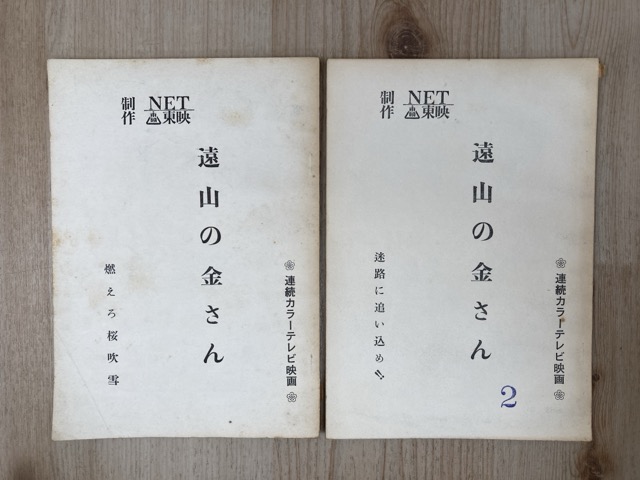 ❀連続カラーテレビ映画❀
遠山の金さん
制作
NET
東映
燃えろ桜吹雪
❀連続カラーテレビ映画❀
遠山の金さん
2
制作
NET
東映
迷路に追い込め!!